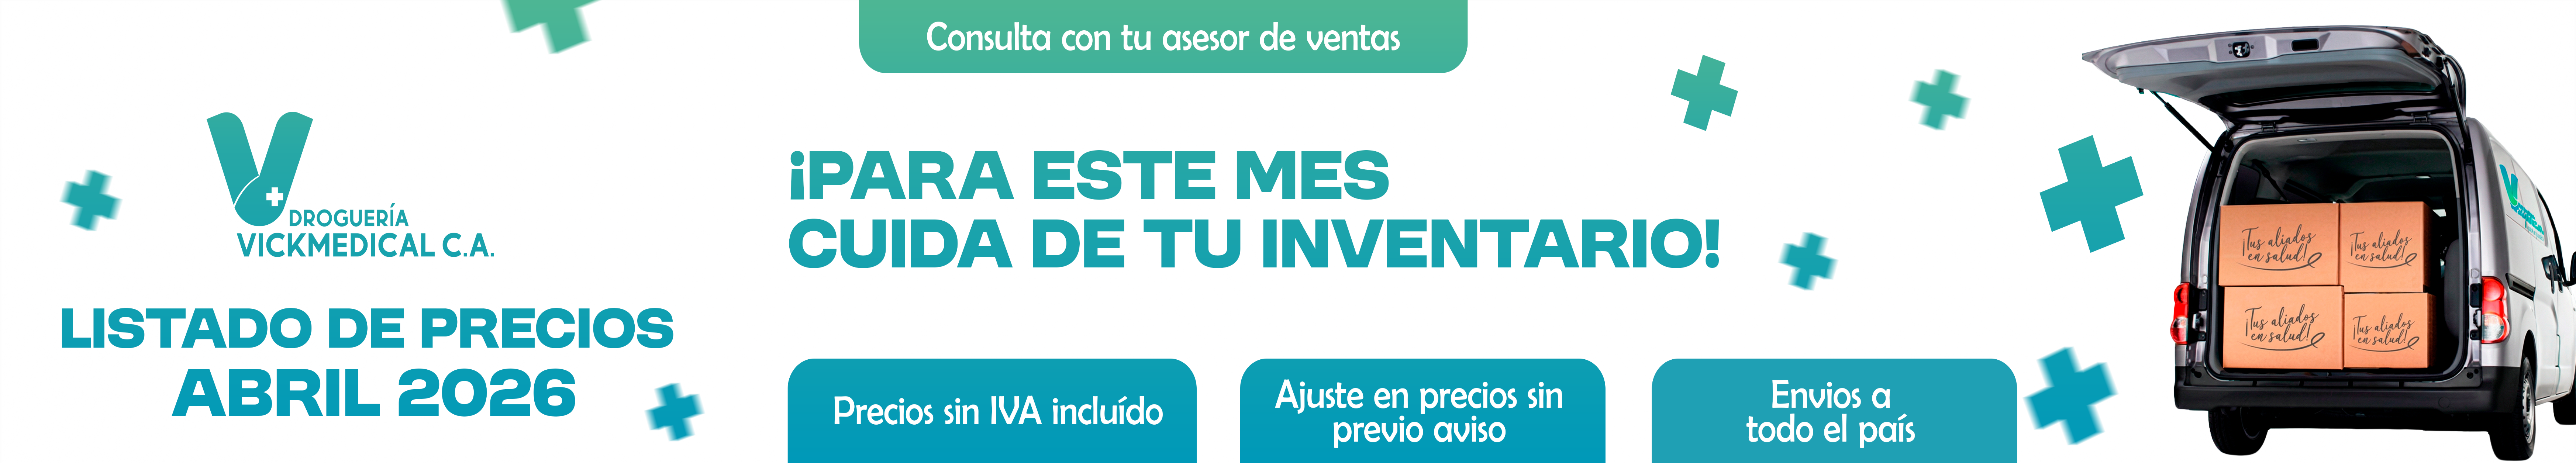 Consulta con tu asesor de ventas
DROGUERÍA
VICKMEDICAL C.A.
LISTADO DE PRECIOS
ABRIL 2026
¡PARA ESTE MES
CUIDA DE TU INVENTARIO!
Precios sin IVA incluído
Ajuste en precios sin
previo aviso
Envios a
todo el país
¡Tus aliados
en salud!
¡Tus aliados
en salud!
¡Tus aliados
en salud!
¡Tus aliados
en salud!